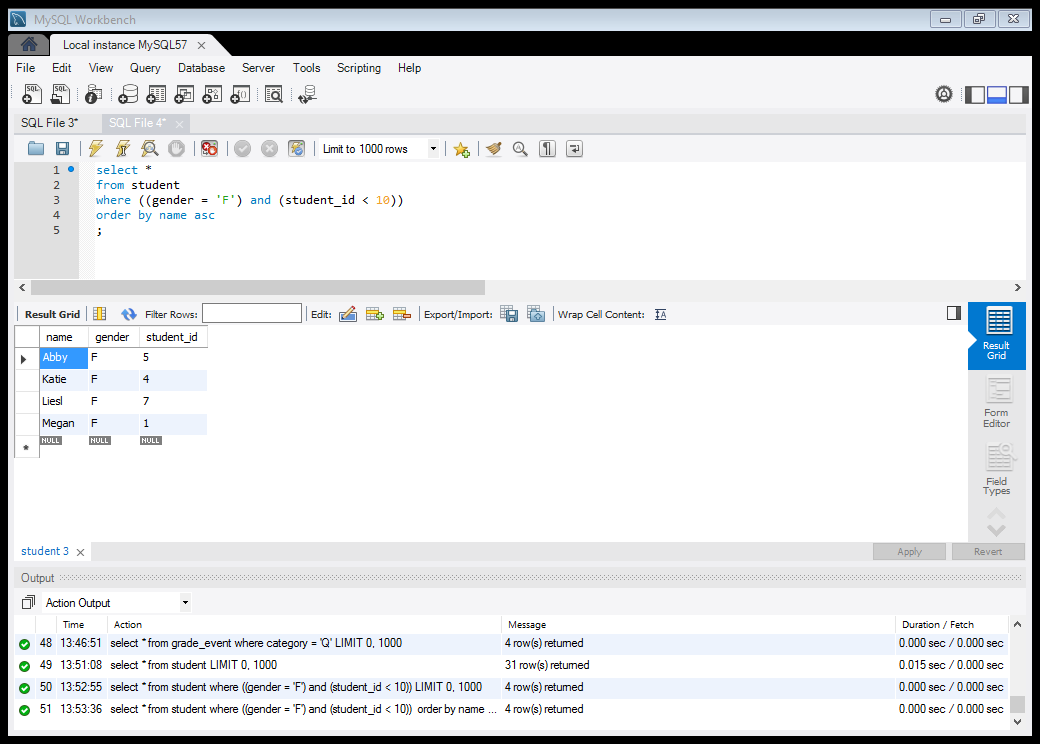 MySQL Workbench
Local instance MySQL57
File Edit View Query Database Server Tools Scripting Help
SQL SQL
SQL File 3* SQL File 4*
Limit to 1000 rows
1 select *
2 from student
3 where ((gender = 'F') and (student_id < 10))
4 order by name asc
5 ;
Result Grid Filter Rows: Edit: Export/Import: Wrap Cell Content: IA
name gender student_id
Abby F 5
Katie F 4
Liesl F 7
Megan F 1
NULL NULL NULL
Result
Grid
Form
Editor
Field
Types
student 3 Apply Revert
Output
Action Output
Time Action Message Duration / Fetch
48 13:46:51 select * from grade_event where category = 'Q' LIMIT 0, 1000 4 row(s) returned 0.000 sec / 0.000 sec
49 13:51:08 select * from student LIMIT 0, 1000 31 row(s) returned 0.015 sec / 0.000 sec
50 13:52:55 select * from student where ((gender = 'F') and (student_id < 10)) LIMIT 0, 1000 4 row(s) returned 0.000 sec / 0.000 sec
51 13:53:36 select * from student where ((gender = 'F') and (student_id < 10)) order by name ... 4 row(s) returned 0.000 sec / 0.000 sec